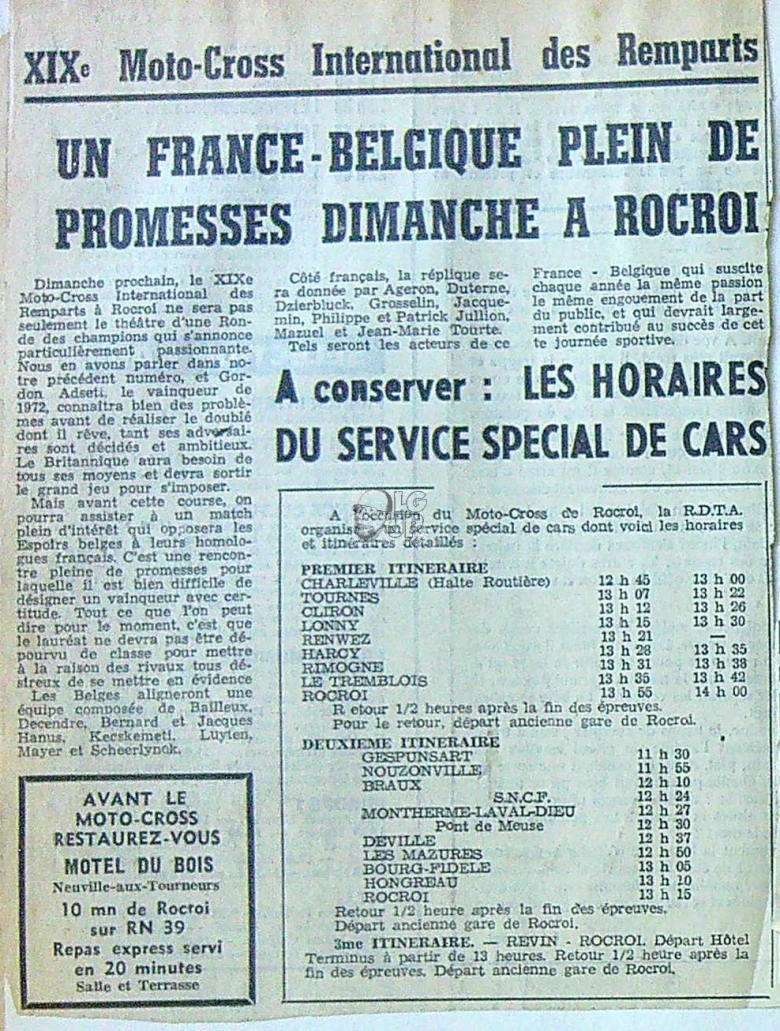 XIXe Moto-Cross International des Remparts
UN FRANCE-BELGIQUE PLEIN DE
PROMESSES DIMANCHE A ROCROI
Dimanche prochain, le XIXe
Moto-Cross International des
Remparts à Rocroi ne sera pas
seulement le théâtre d'une Ron-
de des champions qui s'annonce
particulièrement passionnante.
Nous en avons parler dans no-
tre précédent numéro, et Gor-
don Adseti, le vainqueur de
1972, connaîtra bien des problè-
mes avant de réaliser le doublé
dont il rêve, tant ses adversai-
res sont décidés et ambitieux.
Le Britannique aura besoin de
tous ses moyens et devra sortir
le grand jeu pour s'imposer.
Mais avant cette course, on
pourra assister à un match
plein d'intérêt qui opposera les
Espoirs belges à leurs homolo-
gues français. C'est une rencon-
tre pleine de promesses pour
laquelle il est bien difficile de
désigner un vainqueur avec cer-
titude. Tout ce que l'on peut
dire pour le moment, c'est que
le lauréat ne devra pas être dé-
pourvu de classe pour mettre
à la raison des rivaux tous dé-
sireux de se mettre en évidence
Les Belges aligneront une
équipe composée de Bailleux,
Decendre, Bernard et Jacques
Hanus, Kecskemeti, Luyten,
Mayer et Scheerlynck.
Côté français, la réplique se-
ra donnée par Ageron, Duterne,
Dzierbluck, Grosselin, Jacque-
min, Philippe et Patrick Jullion,
Mazuel et Jean-Marie Tourte.
Tels seront les acteurs de ce
France - Belgique qui suscite
chaque année la même passion
le même engouement de la part
du public, et qui devrait large-
ment contribué au succès de cet
te journée sportive.
A conserver : LES HORAIRES
DU SERVICE SPECIAL DE CARS
A l'occasion du Moto-Cross de Rocroi, la R.D.T.A.
organise un service spécial de cars dont voici les horaires
et itinéraires détaillés :
PREMIER ITINERAIRE
CHARLEVILLE (Halte Routière) 12 h 45 13 h 00
TOURNES 13 h 07 13 h 22
CLIRON 13 h 12 13 h 26
LONNY 13 h 15 13 h 30
RENWEZ 13 h 21 —
HARCY 13 h 28 13 h 35
RIMOGNE 13 h 31 13 h 38
LE TREMBLOIS 13 h 35 13 h 42
ROCROI 13 h 55 14 h 00
R etour 1/2 heures après la fin des épreuves.
Pour le retour, départ ancienne gare de Rocroi.
DEUXIEME ITINERAIRE
GESPUNSART 11 h 30
NOUZONVILLE 11 h 55
BRAUX 12 h 10
S.N.C.F. 12 h 24
MONTHERME-LAVAL-DIEU 12 h 27
Pont de Meuse 12 h 30
DEVILLE 12 h 37
LES MAZURES 12 h 50
BOURG-FIDELE 13 h 05
HONGREAU 13 h 10
ROCROI 13 h 15
Retour 1/2 heure après la fin des épreuves.
Départ ancienne gare de Rocroi.
3me ITINERAIRE. — REVIN - ROCROI. Départ Hôtel
Terminus à partir de 13 heures. Retour 1/2 heure après la
fin des épreuves. Départ ancienne gare de Rocroi.
AVANT LE
MOTO-CROSS
RESTAUREZ-VOUS
MOTEL DU BOIS
Neuville-aux-Tourneurs
10 mn de Rocroi
sur RN 39
Repas express servi
en 20 minutes
Salle et Terrasse